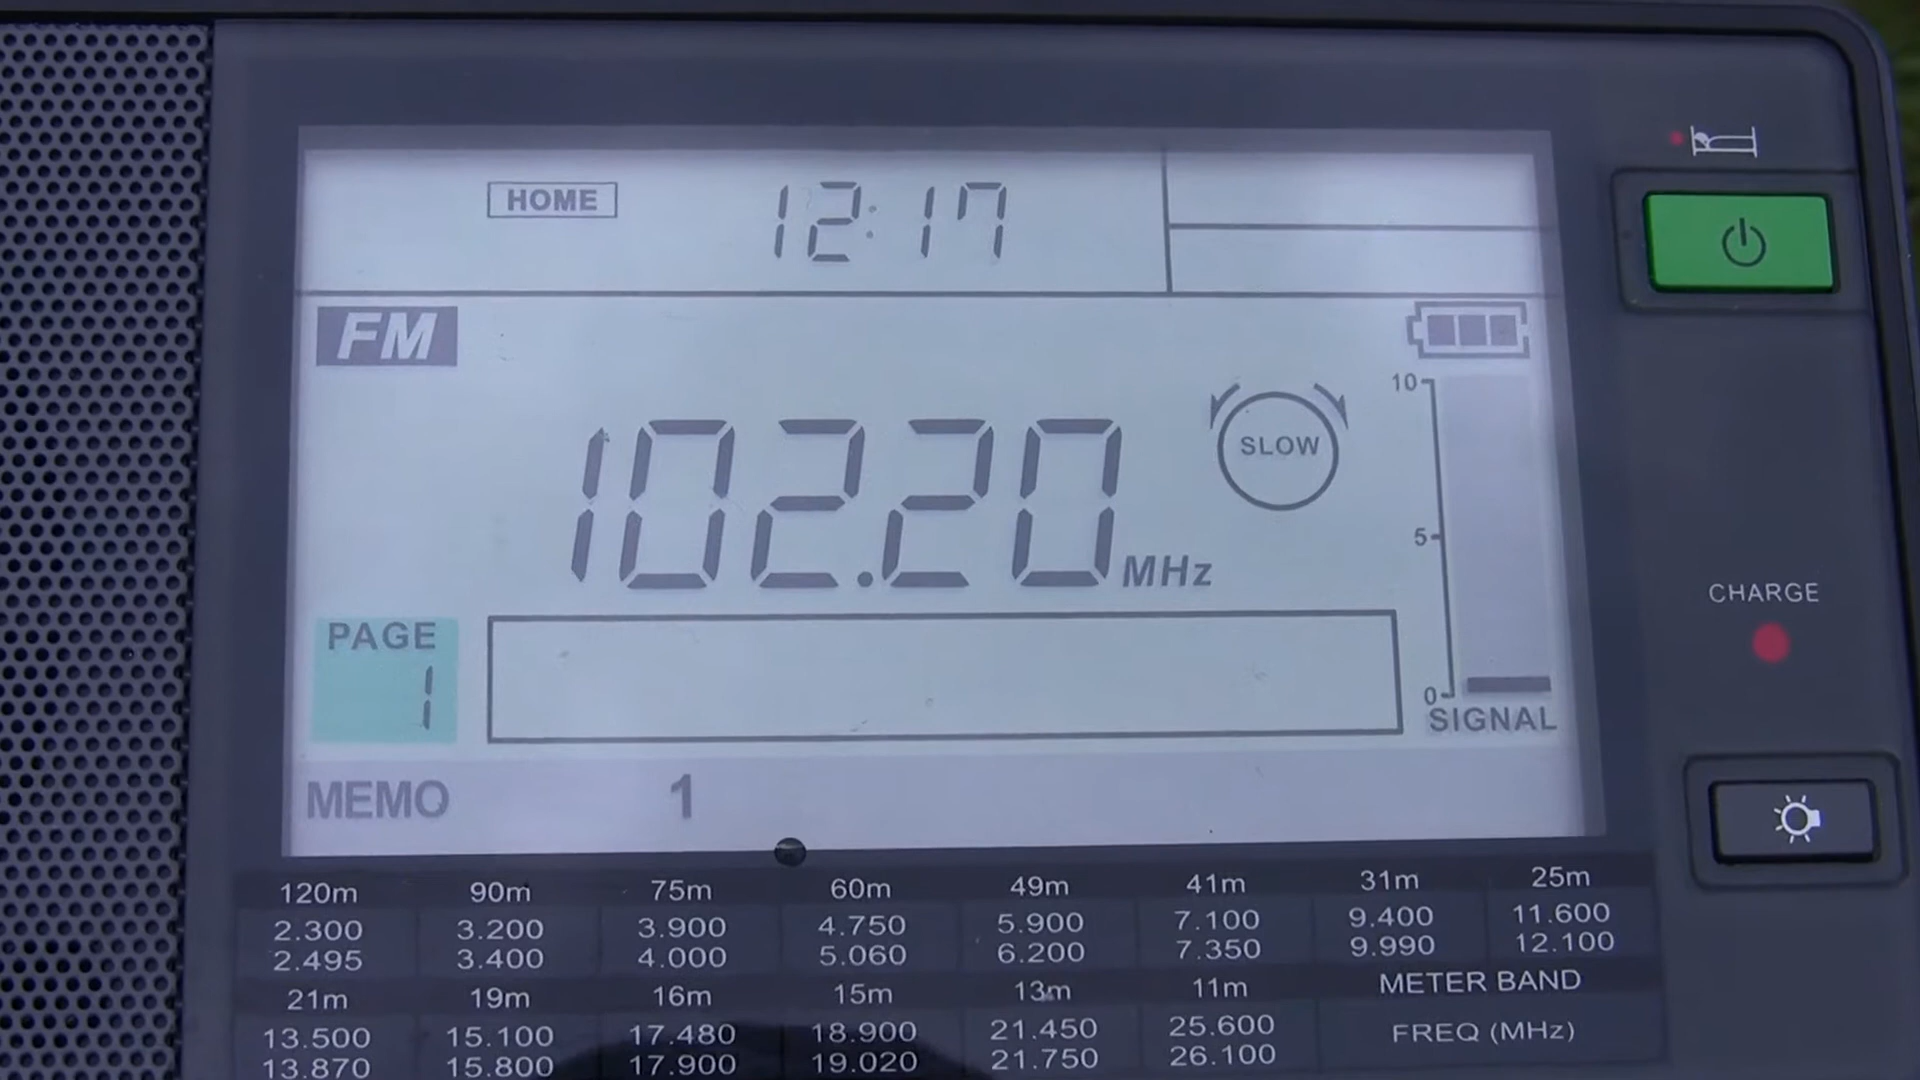 HOME 12:17
FM
10
102.20 MHz SLOW
5
CHARGE
PAGE
1
0
SIGNAL
MEMO 1
120m 90m 75m 60m 49m 41m 31m 25m
2.300 3.200 3.900 4.750 5.900 7.100 9.400 11.600
2.495 3.400 4.000 5.060 6.200 7.350 9.990 12.100
21m 19m 16m 15m 13m 11m METER BAND
13.500 15.100 17.480 18.900 21.450 25.600 FREQ (MHz)
13.870 15.800 17.900 19.020 21.750 26.100